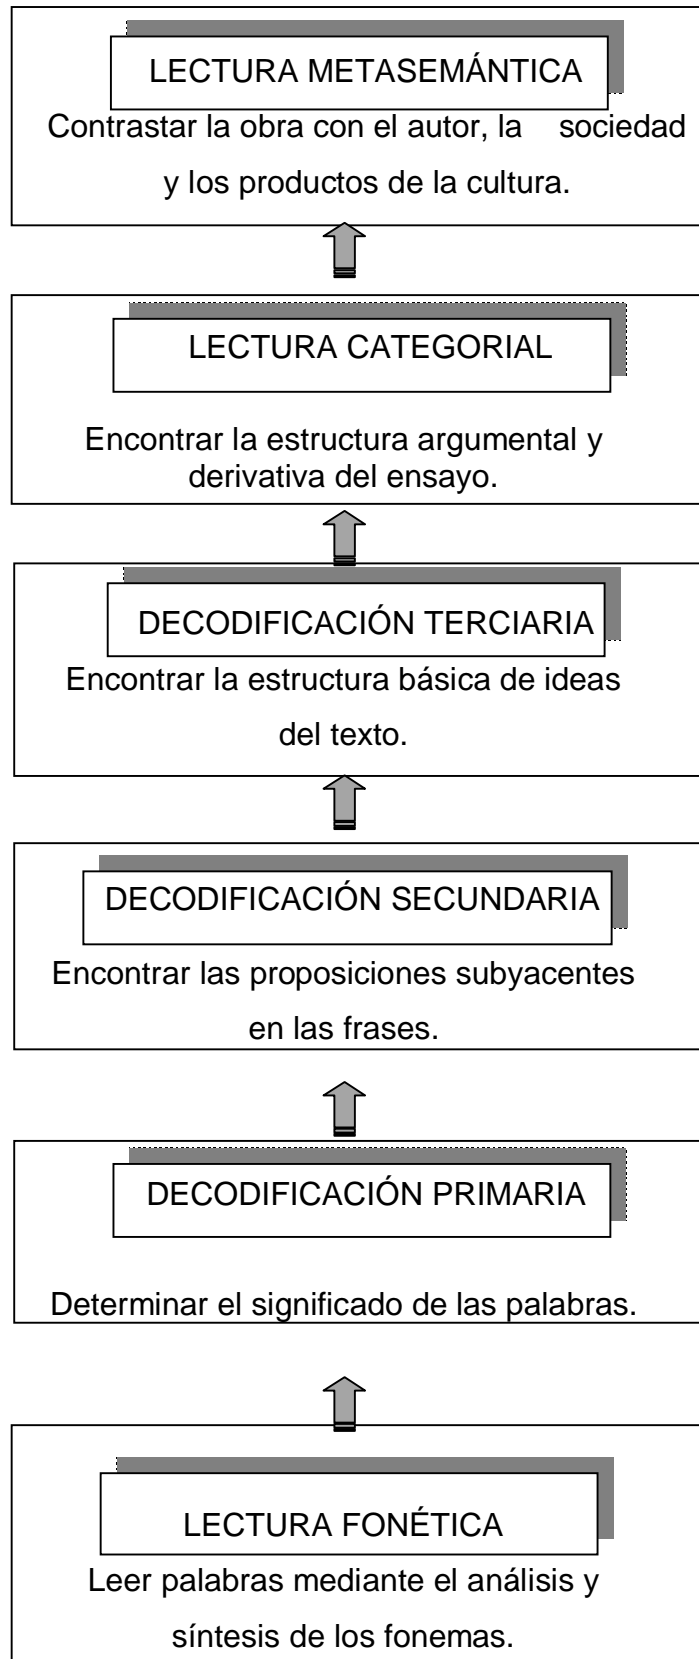 LECTURA METASEMÁNTICA
Contrastar la obra con el autor, la sociedad
y los productos de la cultura.
LECTURA CATEGORIAL
Encontrar la estructura argumental y
derivativa del ensayo.
DECODIFICACIÓN TERCIARIA
Encontrar la estructura básica de ideas
del texto.
DECODIFICACIÓN SECUNDARIA
Encontrar las proposiciones subyacentes
en las frases.
DECODIFICACIÓN PRIMARIA
Determinar el significado de las palabras.
LECTURA FONÉTICA
Leer palabras mediante el análisis y
síntesis de los fonemas.